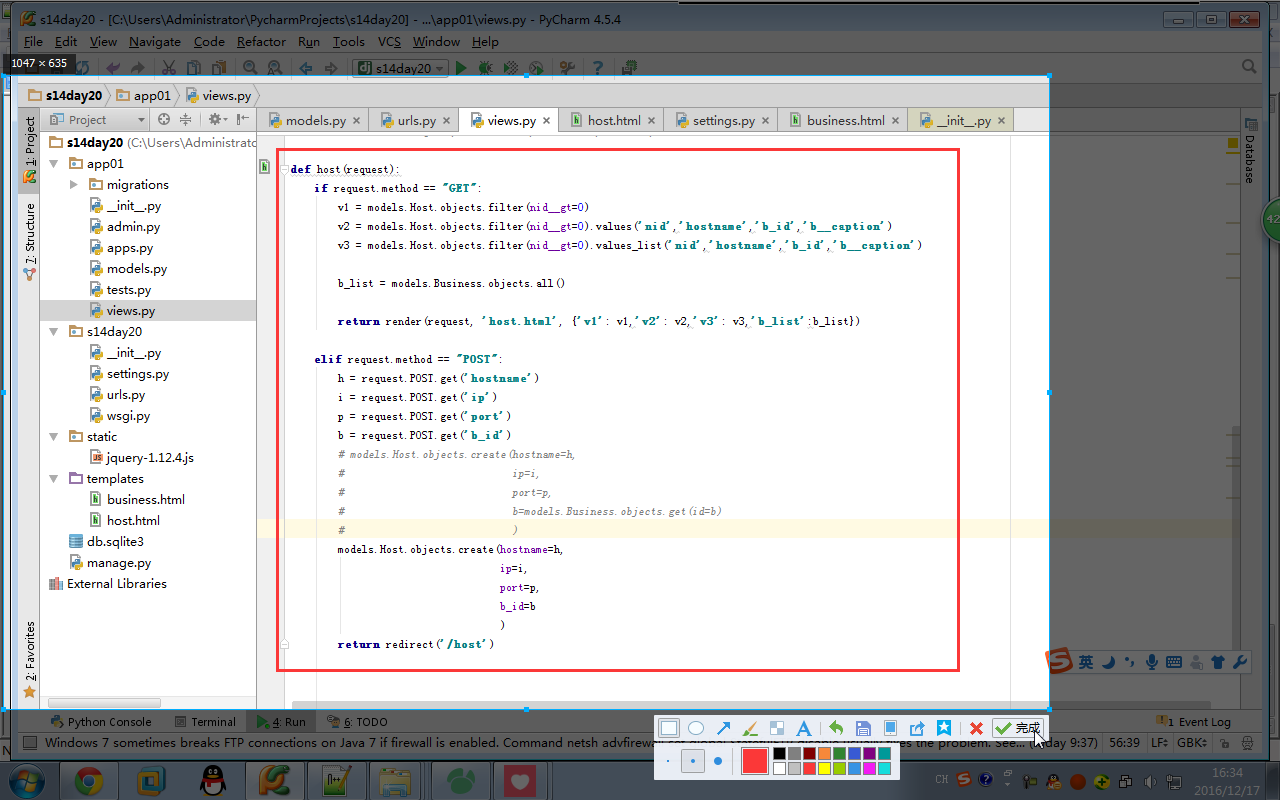 s14day20 - [C:\Users\Administrator\PycharmProjects\s14day20] - ...\app01\views.py - PyCharm 4.5.4
File Edit View Navigate Code Refactor Run Tools VCS Window Help
1047 × 635
s14day20
s14day20 app01 views.py
Project
models.py urls.py views.py host.html settings.py business.html __init__.py
1: Project
7: Structure
2: Favorites
Database
s14day20 (C:\Users\Administrato
app01
migrations
__init__.py
admin.py
apps.py
models.py
tests.py
views.py
s14day20
__init__.py
settings.py
urls.py
wsgi.py
static
jquery-1.12.4.js
templates
business.html
host.html
db.sqlite3
manage.py
External Libraries
def host(request):
if request.method == "GET":
v1 = models.Host.objects.filter(nid__gt=0)
v2 = models.Host.objects.filter(nid__gt=0).values('nid','hostname','b_id','b__caption')
v3 = models.Host.objects.filter(nid__gt=0).values_list('nid','hostname','b_id','b__caption')
b_list = models.Business.objects.all()
return render(request, 'host.html', {'v1': v1,'v2': v2,'v3': v3,'b_list':b_list})
elif request.method == "POST":
h = request.POST.get('hostname')
i = request.POST.get('ip')
p = request.POST.get('port')
b = request.POST.get('b_id')
# models.Host.objects.create(hostname=h,
# ip=i,
# port=p,
# b=models.Business.objects.get(id=b)
# )
models.Host.objects.create(hostname=h,
ip=i,
port=p,
b_id=b
)
return redirect('/host')
42
英
Python Console Terminal 4: Run 6: TODO
1 Event Log
完成
Windows 7 sometimes breaks FTP connections on Java 7 if firewall is enabled. Command netsh advfirewall the problem. See... 9:37) 56:39 LF÷ GBK÷
CH
16:34
2016/12/17